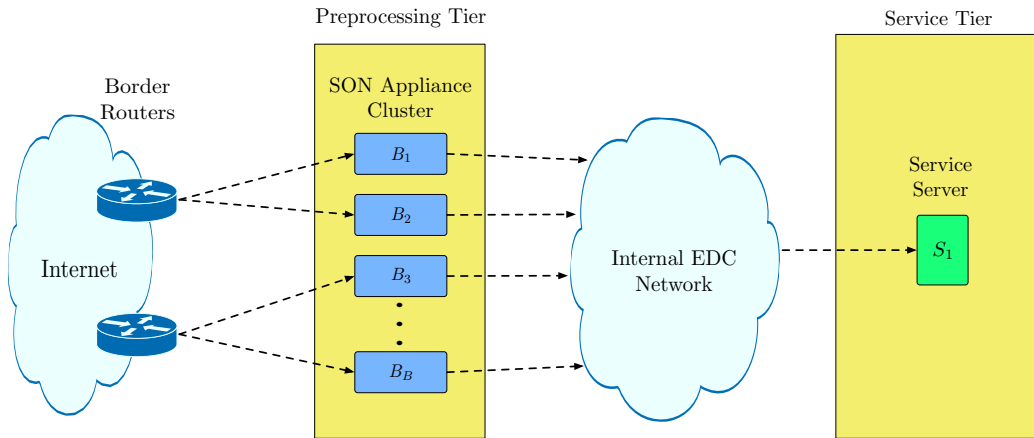 Preprocessing Tier
Service Tier
Border
Routers
SON Appliance
Cluster
B₁
B₂
B₃
B_B
Internet
Internal EDC
Network
Service
Server
S₁